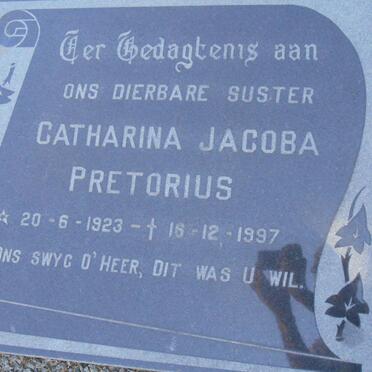 Ter Gedagtenis aan
ONS DIERBARE SUSTER
CATHARINA JACOBA
PRETORIUS
☆ 20-6-1923 - † 16-12-1997
ONS SWYG O'HEER, DIT WAS U WIL.